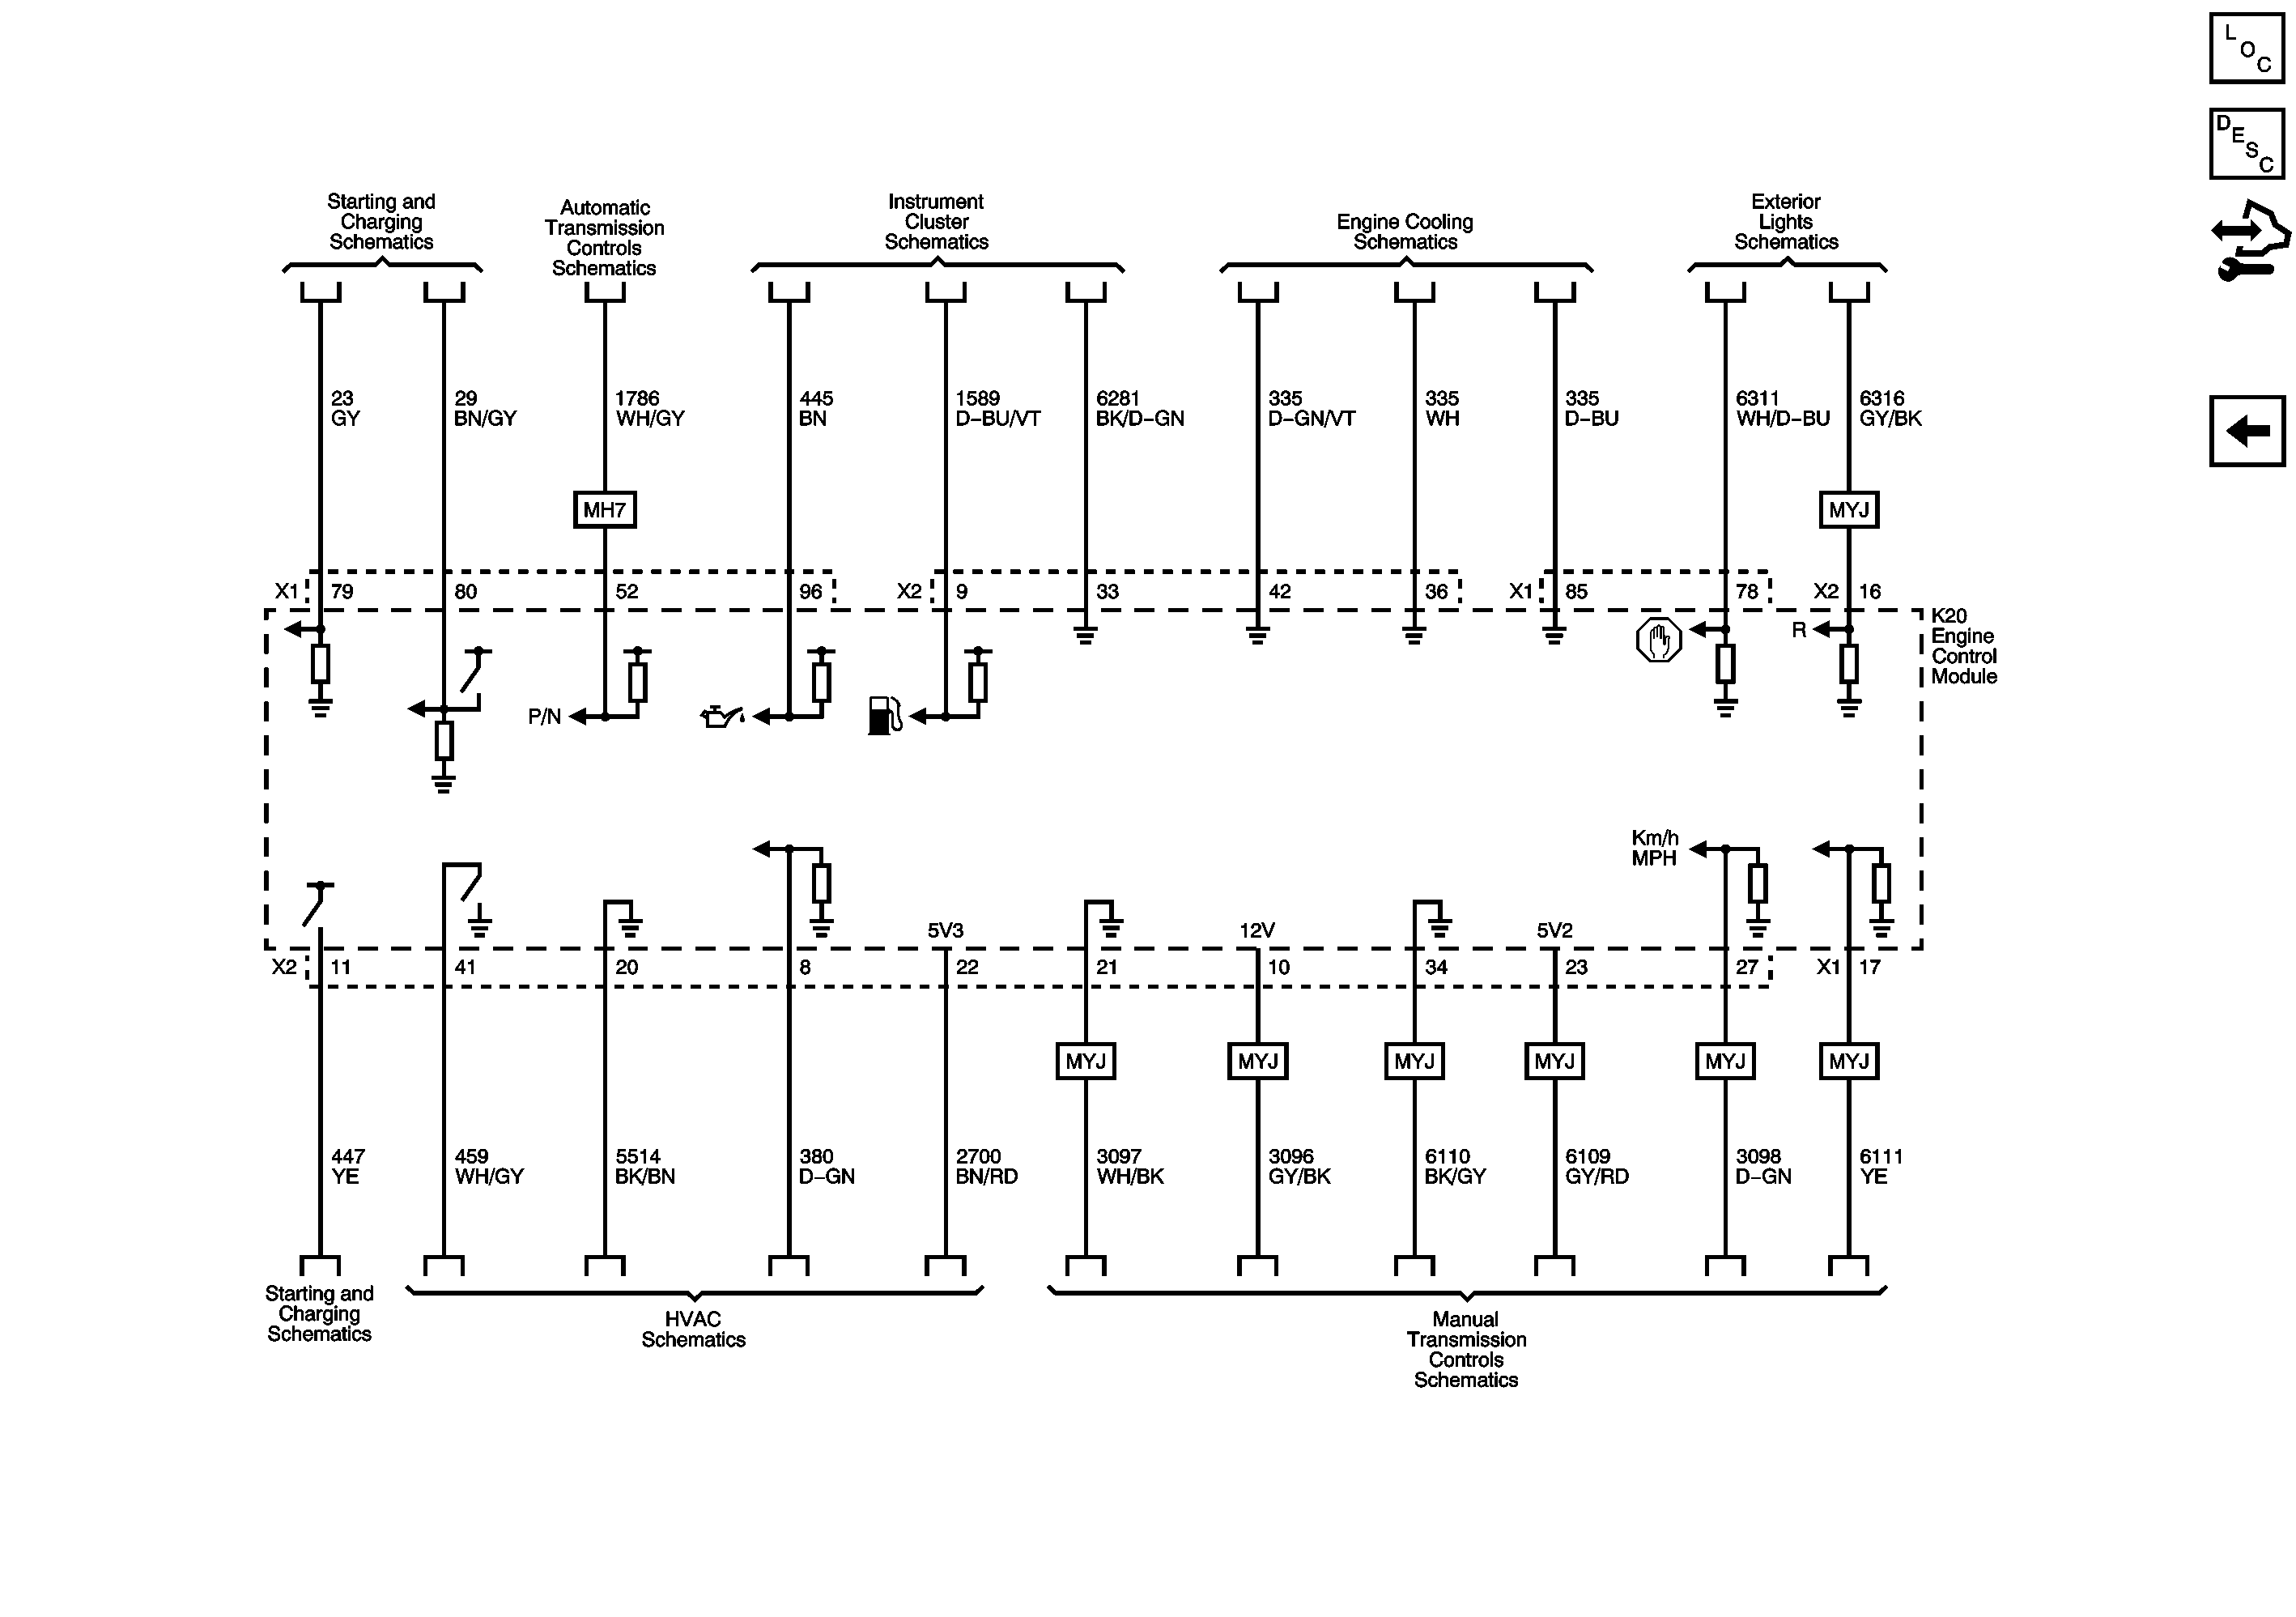 L
O
C
D
E
S
C
Starting and
Charging
Schematics
Automatic
Transmission
Controls
Schematics
Instrument
Cluster
Schematics
Engine Cooling
Schematics
Exterior
Lights
Schematics
23
GY
29
BN/GY
1786
WH/GY
445
BN
1589
D-BU/VT
6281
BK/D-GN
335
D-GN/VT
335
WH
335
D-BU
6311
WH/D-BU
6316
GY/BK
MH7
MYJ
X1 79 80 52 96 X2 9 33 42 36 X1 85 78 X2 16
K20
Engine
Control
Module
R
P/N
Km/h
MPH
5V3
12V
5V2
X2 11 41 20 8 22 21 10 34 23 27 X1 17
MYJ
MYJ
MYJ
MYJ
MYJ
MYJ
447
YE
459
WH/GY
5514
BK/BN
380
D-GN
2700
BN/RD
3097
WH/BK
3096
GY/BK
6110
BK/GY
6109
GY/RD
3098
D-GN
6111
YE
Starting and
Charging
Schematics
HVAC
Schematics
Manual
Transmission
Controls
Schematics